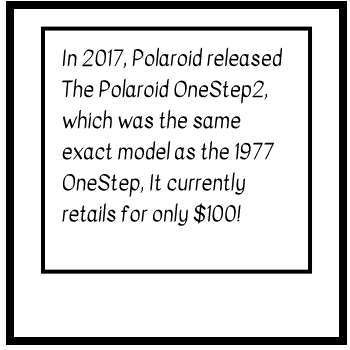 In 2017, Polaroid released
The Polaroid OneStep2,
which was the same
exact model as the 1977
OneStep, It currently
retails for only $100!